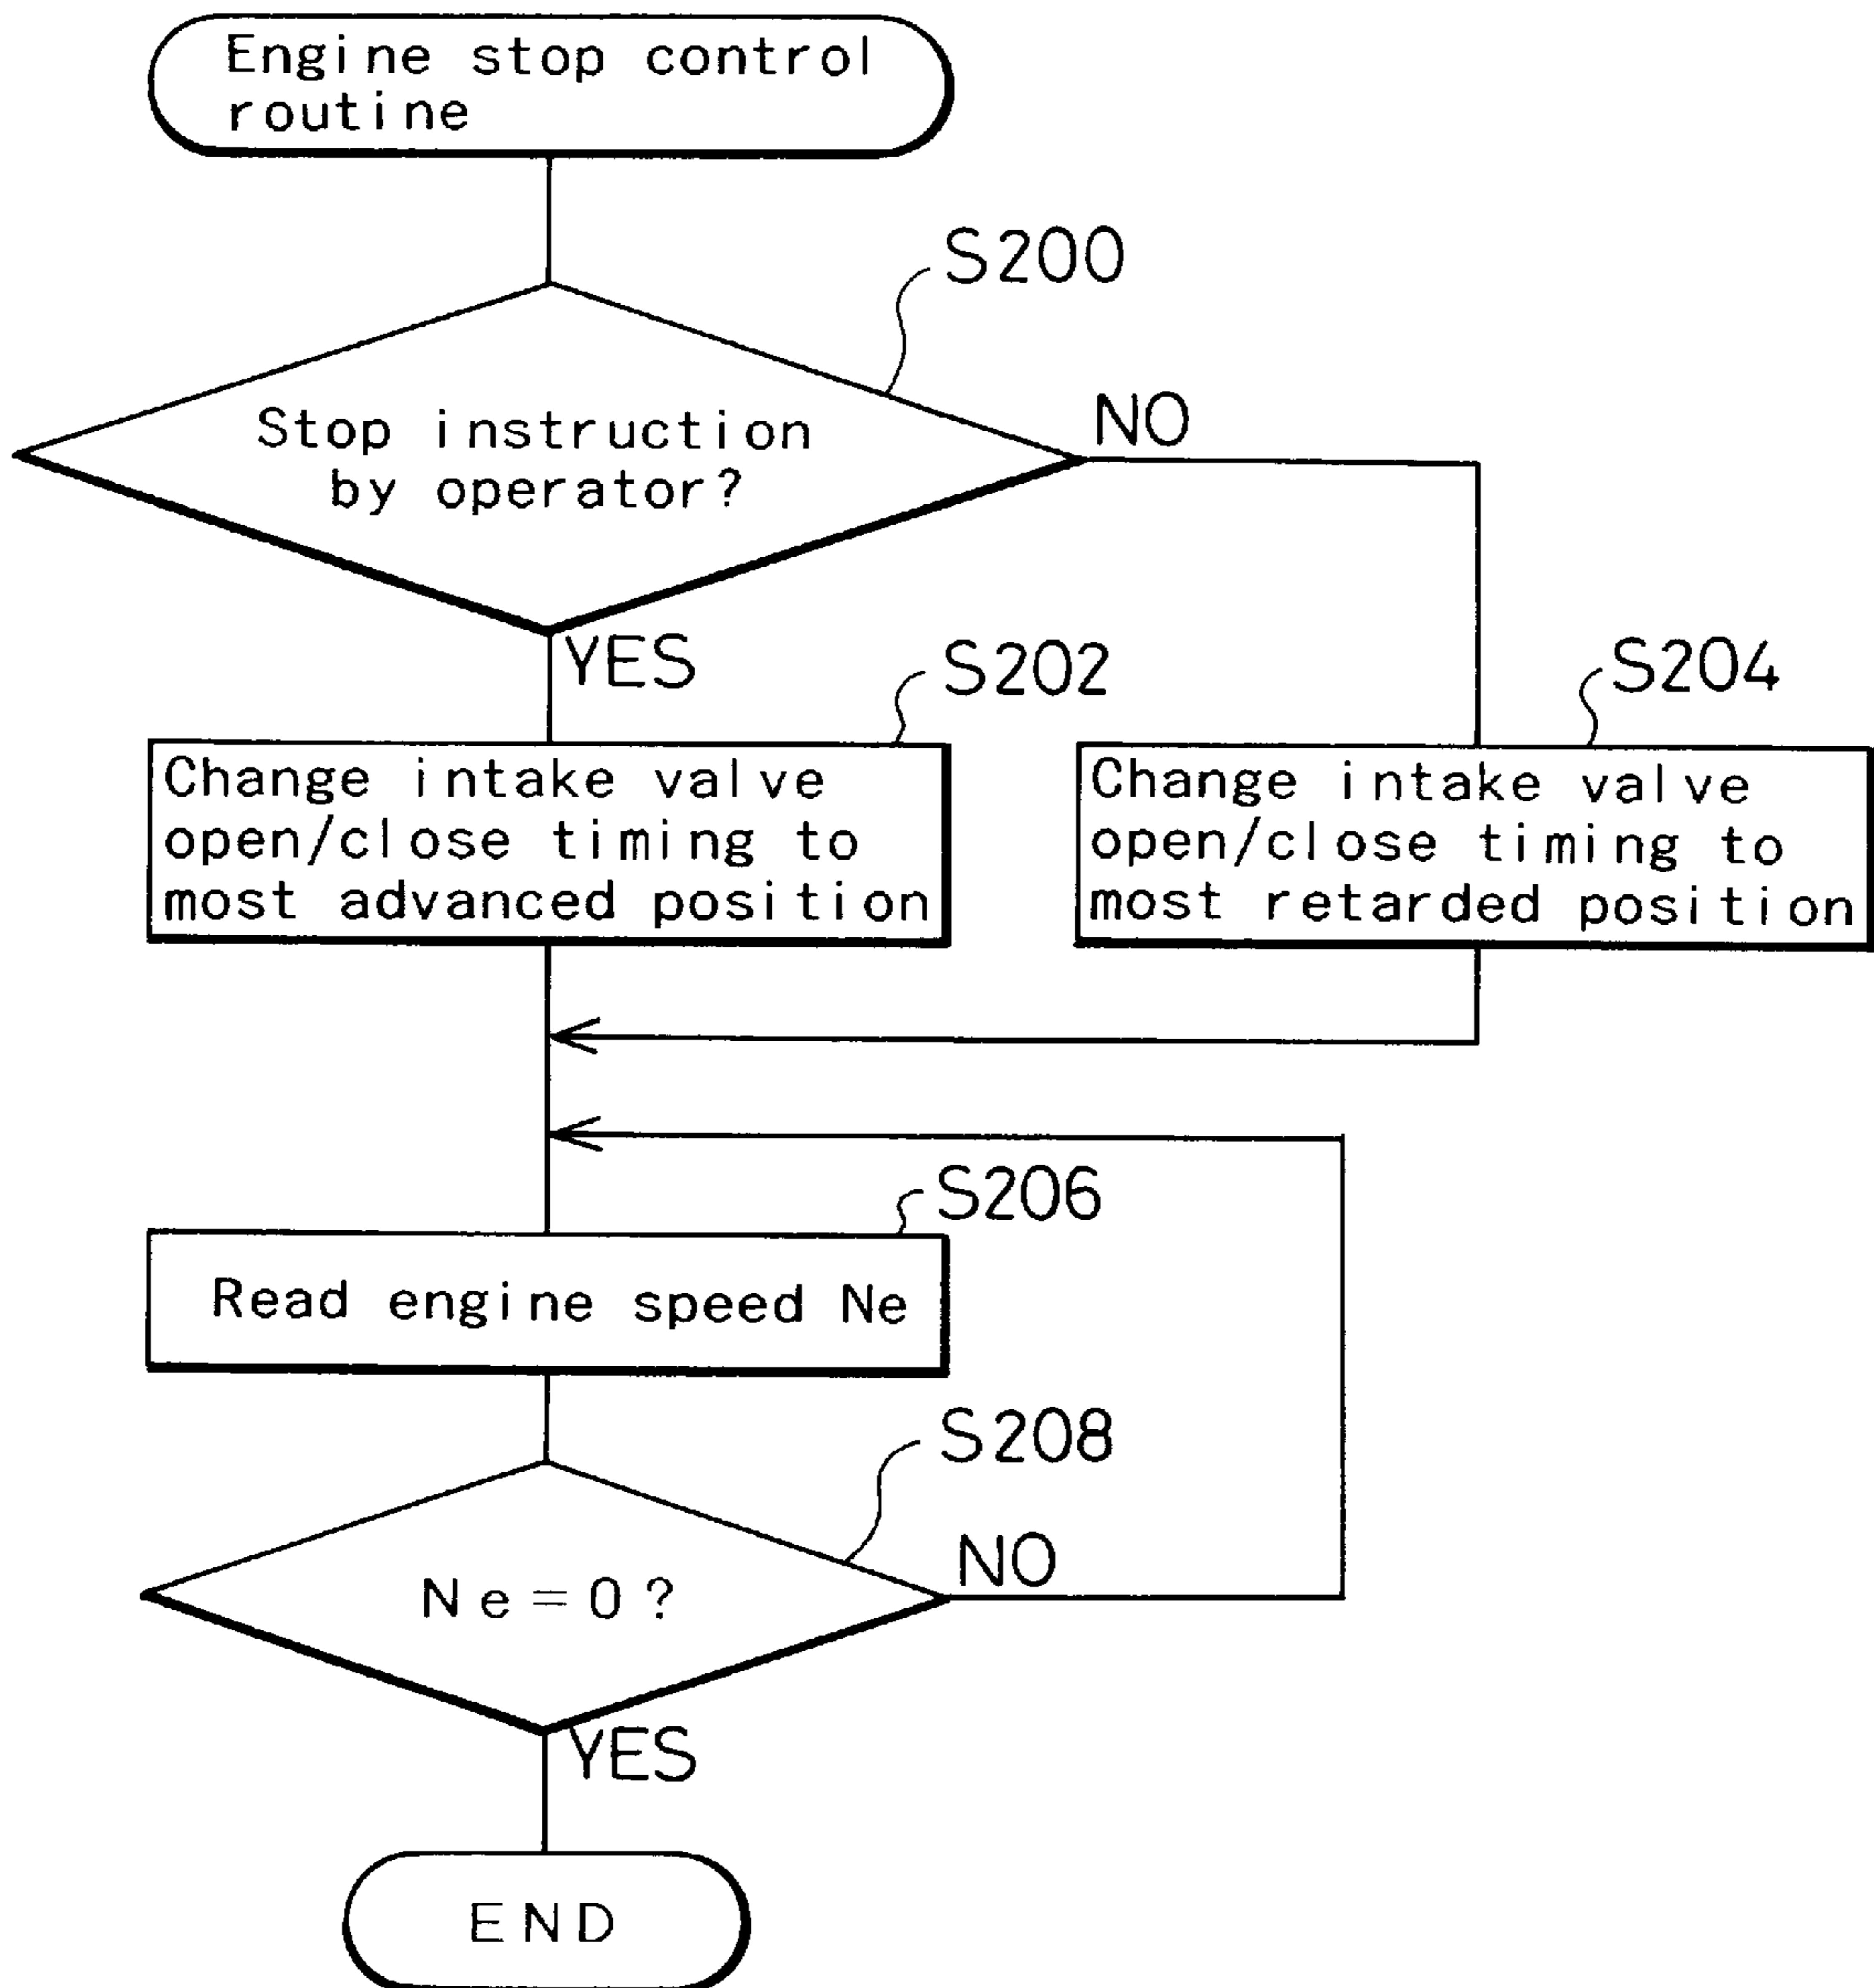 Engine stop control
routine
S200
Stop instruction
by operator?
NO
YES
S202
S204
Change intake valve
open/close timing to
most advanced position
Change intake valve
open/close timing to
most retarded position
S206
Read engine speed Ne
S208
Ne=0?
NO
YES
END